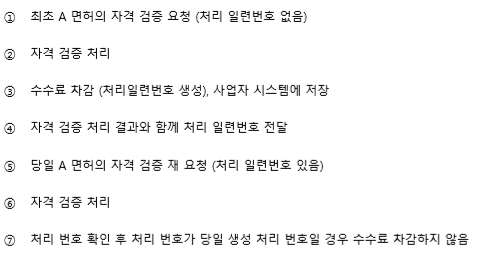 ① 최초 A 면허의 자격 검증 요청 (처리 일련번호 없음)
② 자격 검증 처리
③ 수수료 차감 (처리일련번호 생성), 사업자 시스템에 저장
④ 자격 검증 처리 결과와 함께 처리 일련번호 전달
⑤ 당일 A 면허의 자격 검증 재 요청 (처리 일련번호 있음)
⑥ 자격 검증 처리
⑦ 처리 번호 확인 후 처리 번호가 당일 생성 처리 번호일 경우 수수료 차감하지 않음